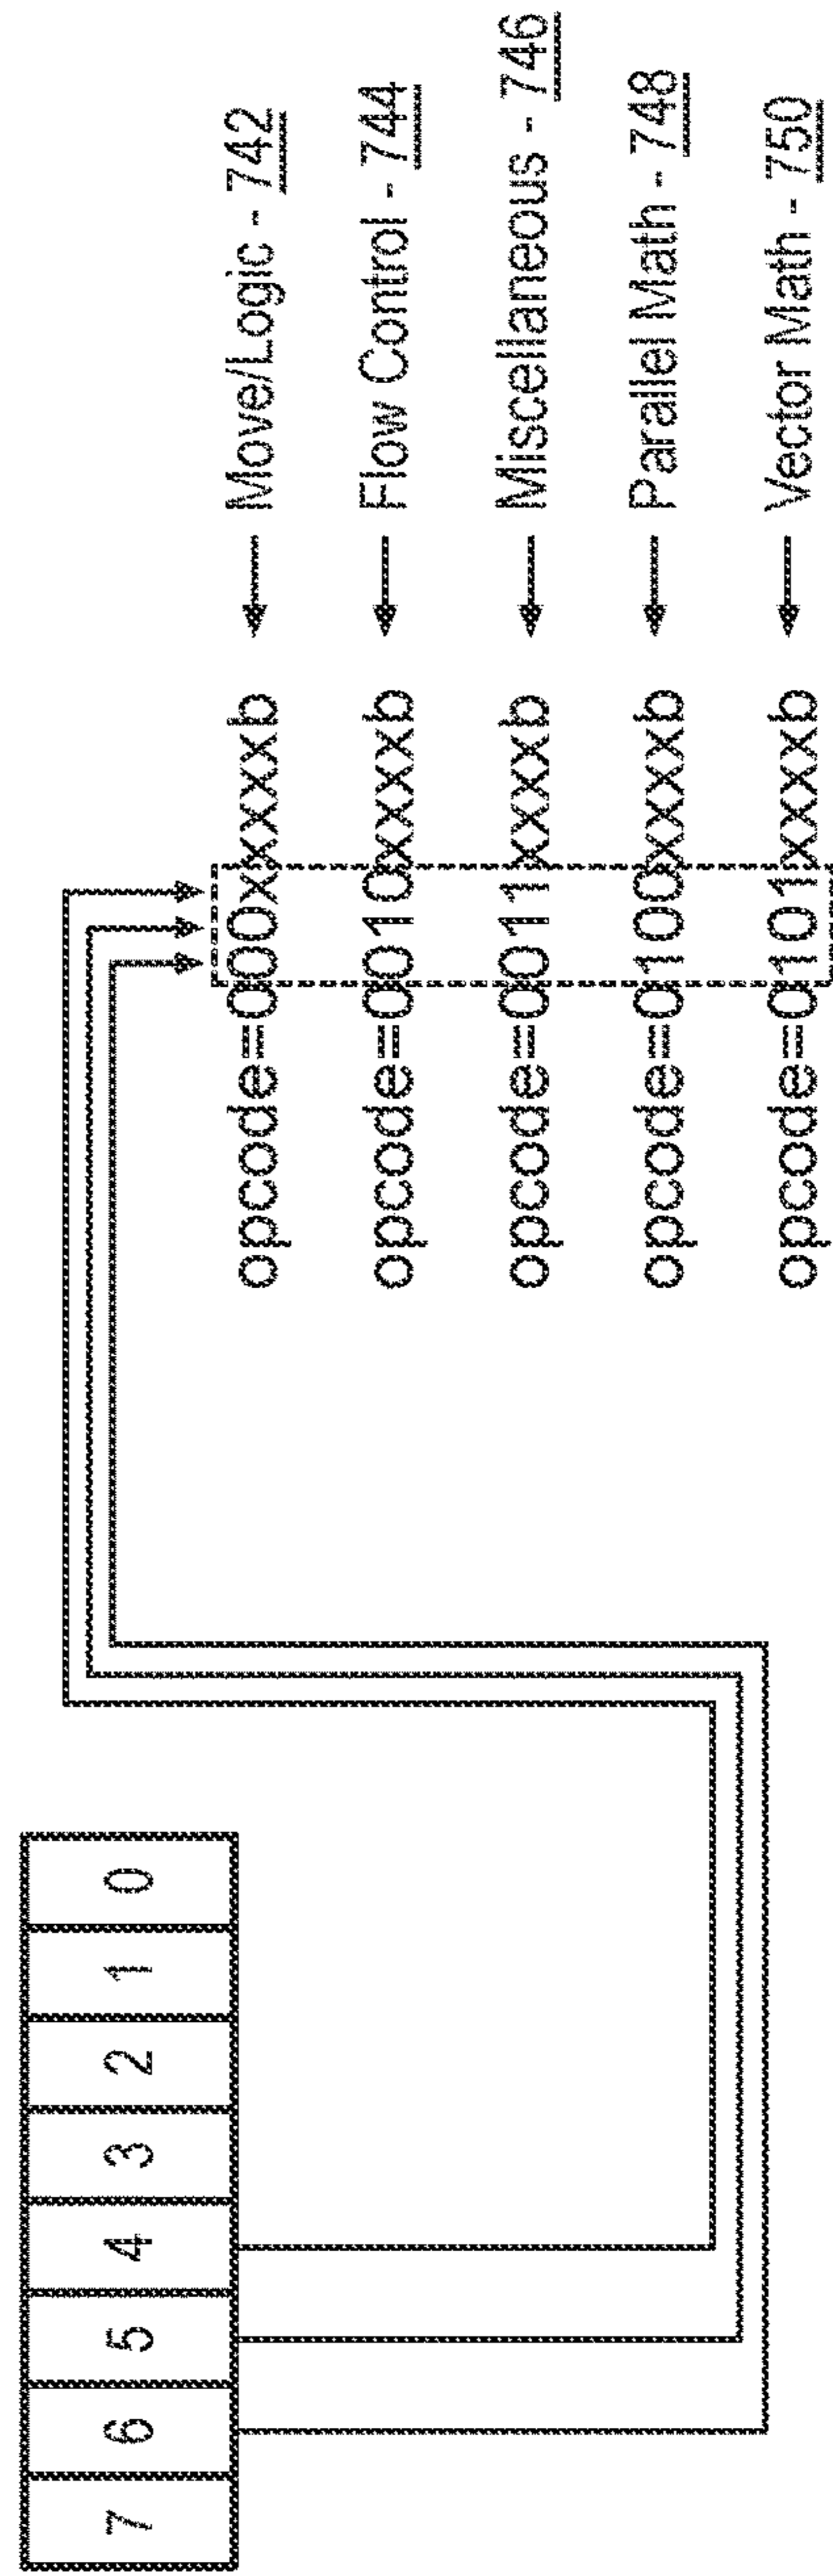 7 6 5 4 3 2 1 0
opcode=000xxxxxb Move/Logic - 742
opcode=0010xxxxb Flow Control - 744
opcode=0011xxxxb Miscellaneous - 746
opcode=0100xxxxb Parallel Math - 748
opcode=0101xxxxb Vector Math - 750